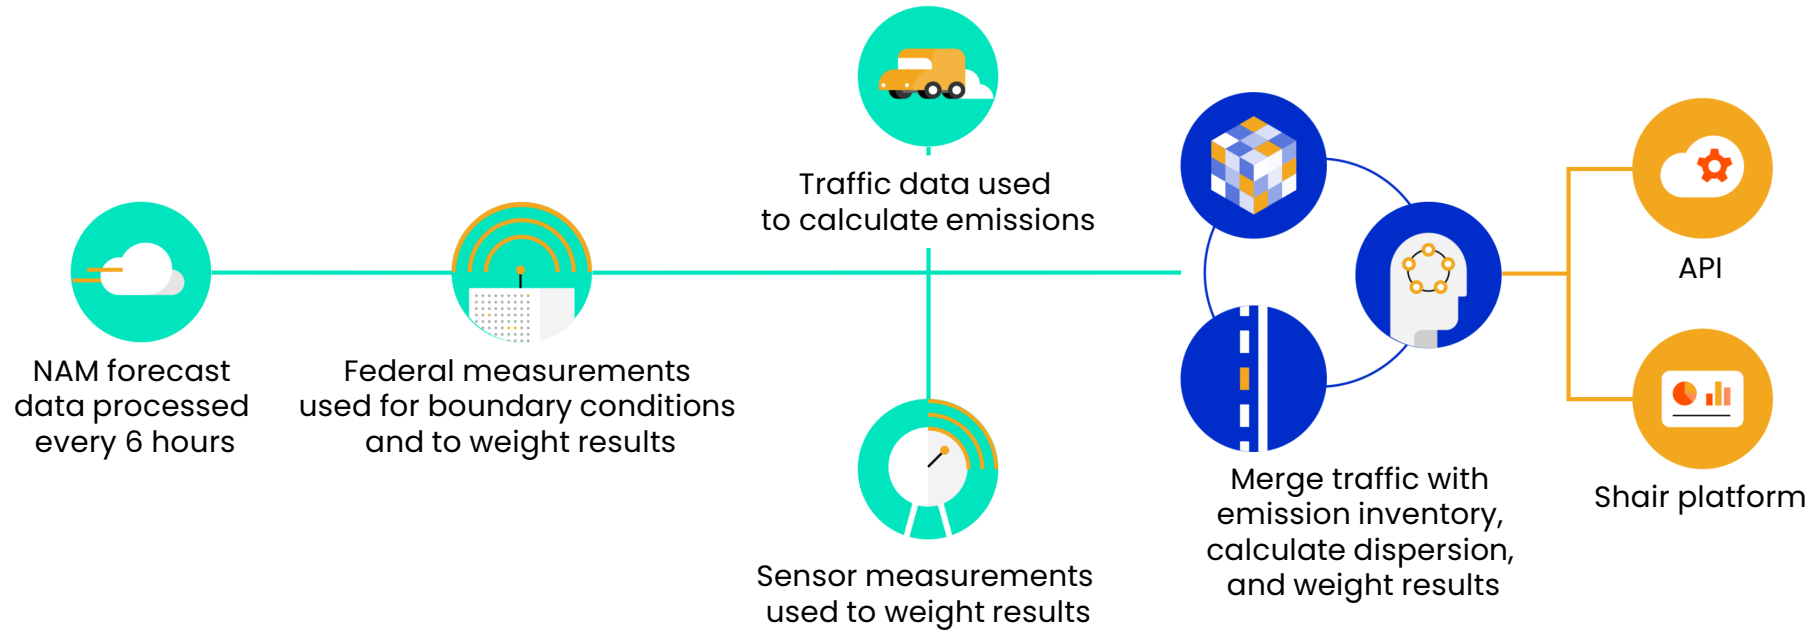 NAM forecast
data processed
every 6 hours
Federal measurements
used for boundary conditions
and to weight results
Traffic data used
to calculate emissions
Sensor measurements
used to weight results
Merge traffic with
emission inventory,
calculate dispersion,
and weight results
API
Shair platform